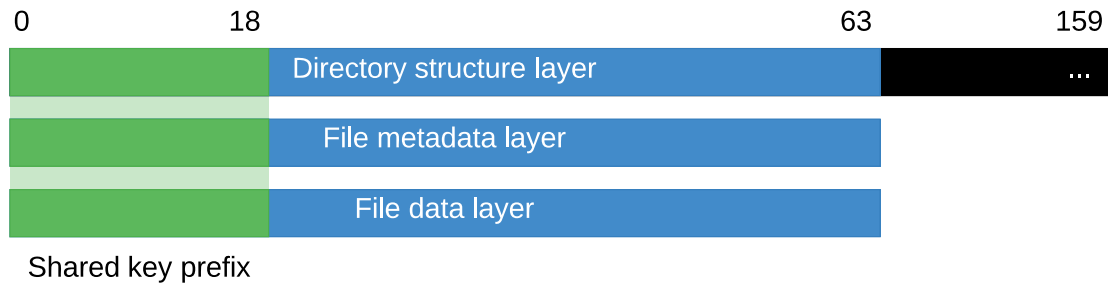 0 18 63 159
Directory structure layer ...
File metadata layer
File data layer
Shared key prefix